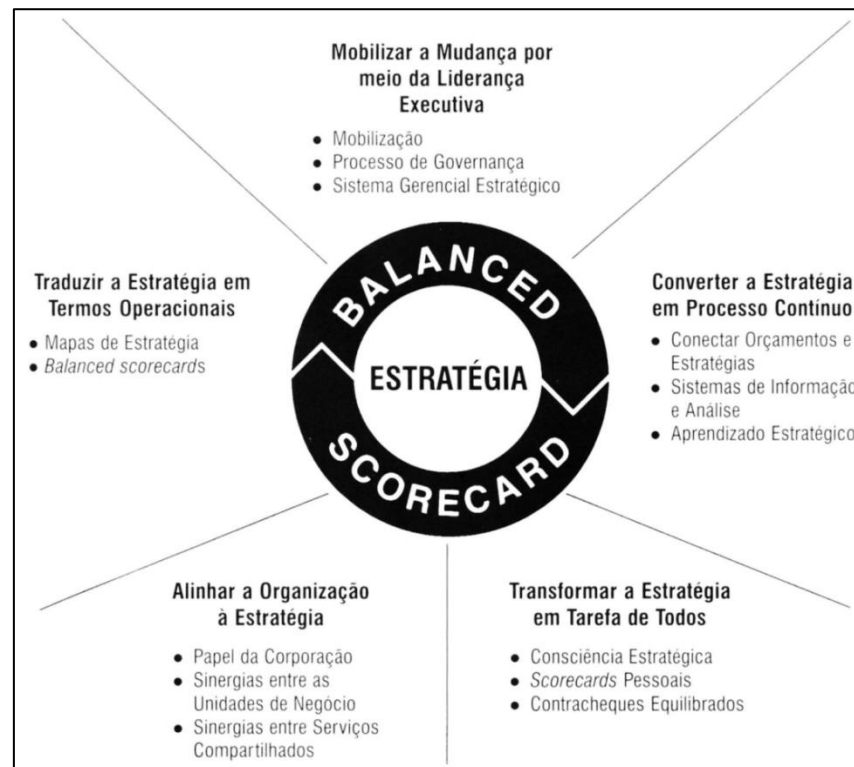 Mobilizar a Mudança por
meio da Liderança
Executiva
● Mobilização
● Processo de Governança
● Sistema Gerencial Estratégico
Traduzir a Estratégia em
Termos Operacionais
● Mapas de Estratégia
● Balanced scorecards
BALANCED
ESTRATÉGIA
SCORECARD
Converter a Estratégia
em Processo Contínuo
● Conectar Orçamentos e
Estratégias
● Sistemas de Informação
e Análise
● Aprendizado Estratégico
Alinhar a Organização
à Estratégia
● Papel da Corporação
● Sinergias entre as
Unidades de Negócio
● Sinergias entre Serviços
Compartilhados
Transformar a Estratégia
em Tarefa de Todos
● Consciência Estratégica
● Scorecards Pessoais
● Contracheques Equilibrados